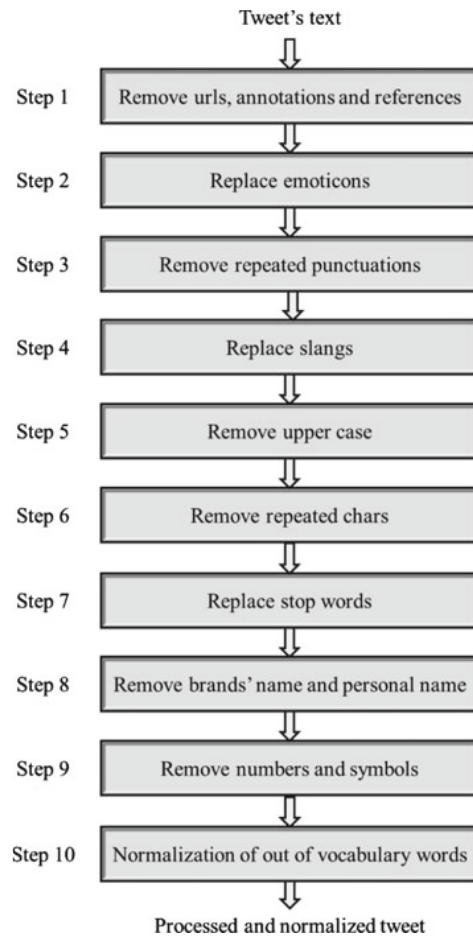 Tweet's text
Step 1 Remove urls, annotations and references
Step 2 Replace emoticons
Step 3 Remove repeated punctuations
Step 4 Replace slangs
Step 5 Remove upper case
Step 6 Remove repeated chars
Step 7 Replace stop words
Step 8 Remove brands' name and personal name
Step 9 Remove numbers and symbols
Step 10 Normalization of out of vocabulary words
Processed and normalized tweet